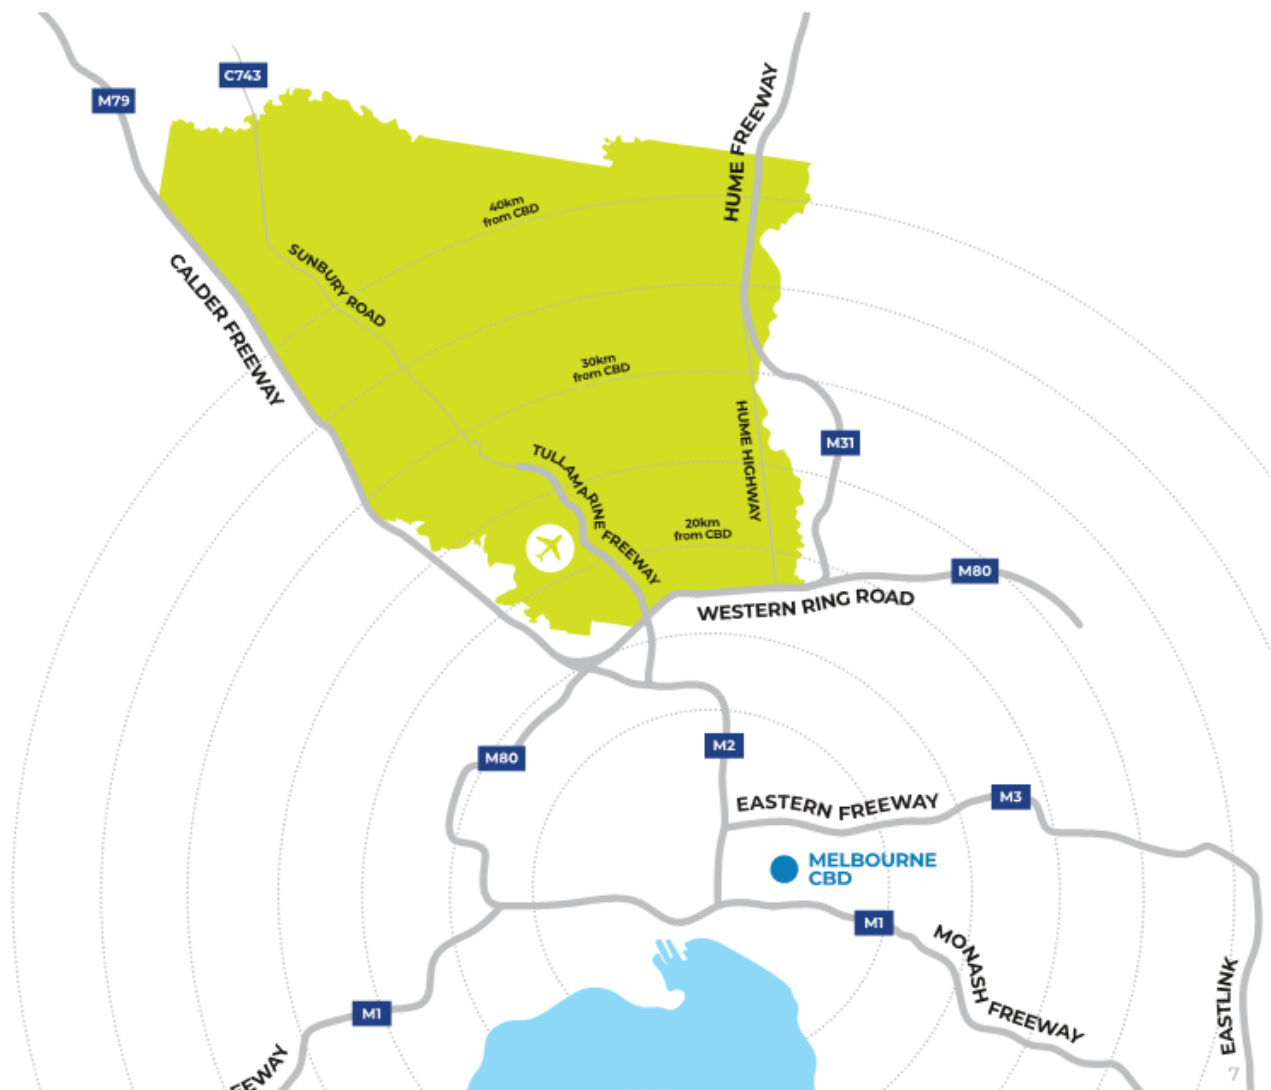 C743
M79
HUME FREEWAY
40km
from CBD
SUNBURY ROAD
CALDER FREEWAY
30km
from CBD
HUME HIGHWAY
M31
TULLAMARINE FREEWAY
20km
from CBD
M80
WESTERN RING ROAD
M80
M2
EASTERN FREEWAY
M3
MELBOURNE
CBD
M1
MONASH FREEWAY
EASTLINK
M1
EEWAY
7